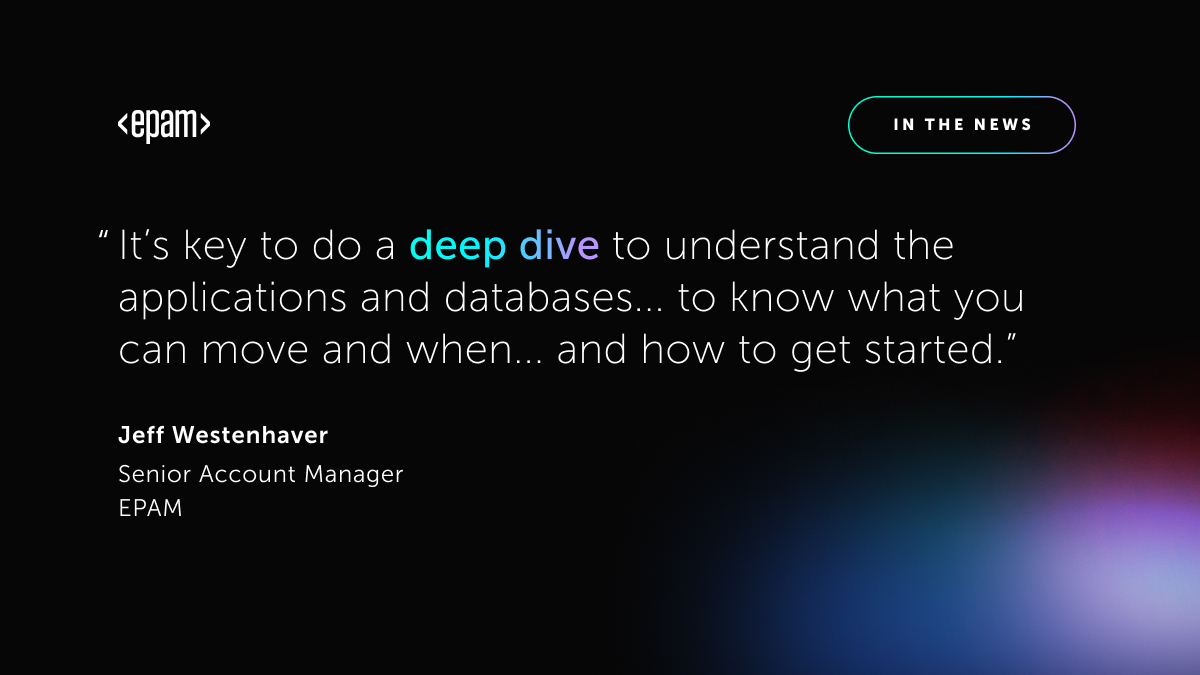 <epam>
IN THE NEWS
“It’s key to do a deep dive to understand the
applications and databases... to know what you
can move and when... and how to get started.”
Jeff Westenhaver
Senior Account Manager
EPAM